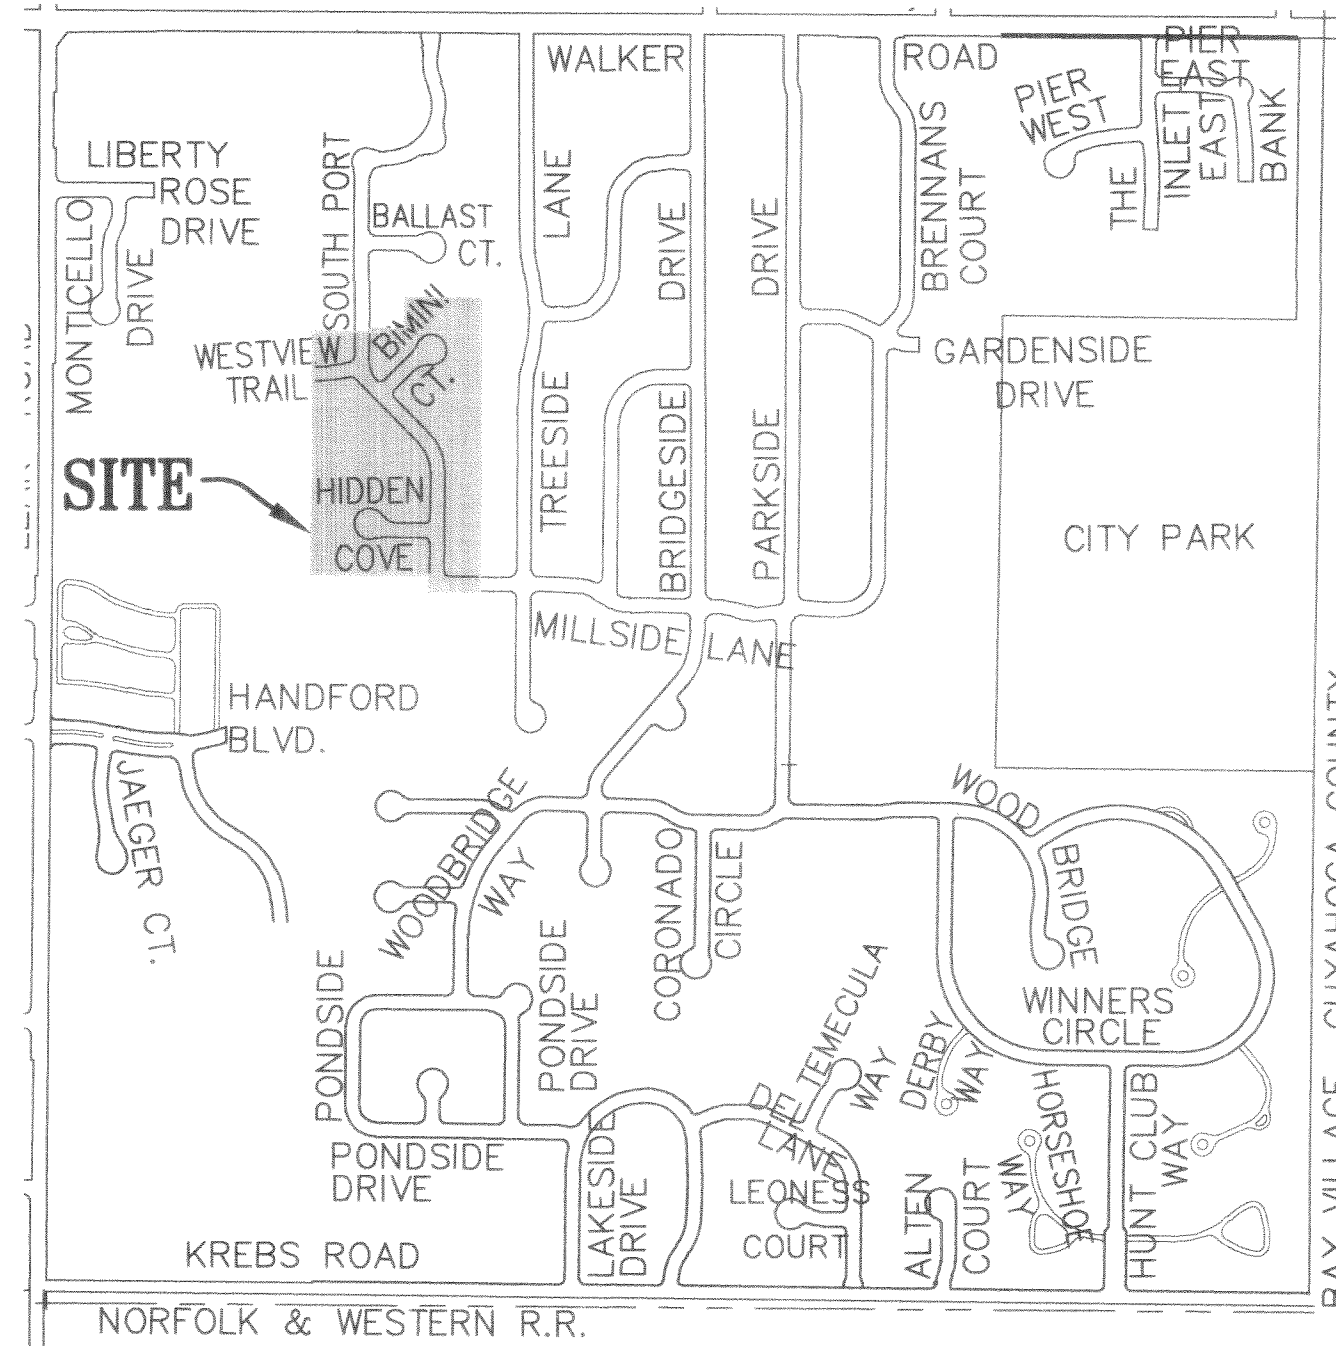 WALKER ROAD
PIER
EAST
PIER
WEST
THE
INLET
EAST
BANK
LIBERTY
ROSE
DRIVE
MONTICELLO
DRIVE
SOUTH PORT
BALLAST
CT.
LANE
DRIVE
DRIVE
BRENNANS
COURT
BIMINI
CT.
WESTVIEW
TRAIL
GARDENSIDE
DRIVE
TREESIDE
BRIDGESIDE
PARKSIDE
SITE
HIDDEN
COVE
CITY PARK
MILLSIDE LANE
HANDFORD
BLVD.
JAEGER CT.
WOODBRIDGE
WAY
WOOD
BRIDGE
CORONADO
CIRCLE
PONDSIDE
PONDSIDE
DRIVE
WINNERS
CIRCLE
TEMECULA
WAY
DERBY
WAY
DEL
LANE
HORSESHOE
WAY
HUNT CLUB
WAY
PONDSIDE
DRIVE
LAKESIDE
DRIVE
LEONESS
COURT
ALTEN
COURT
KREBS ROAD
NORFOLK & WESTERN R.R.